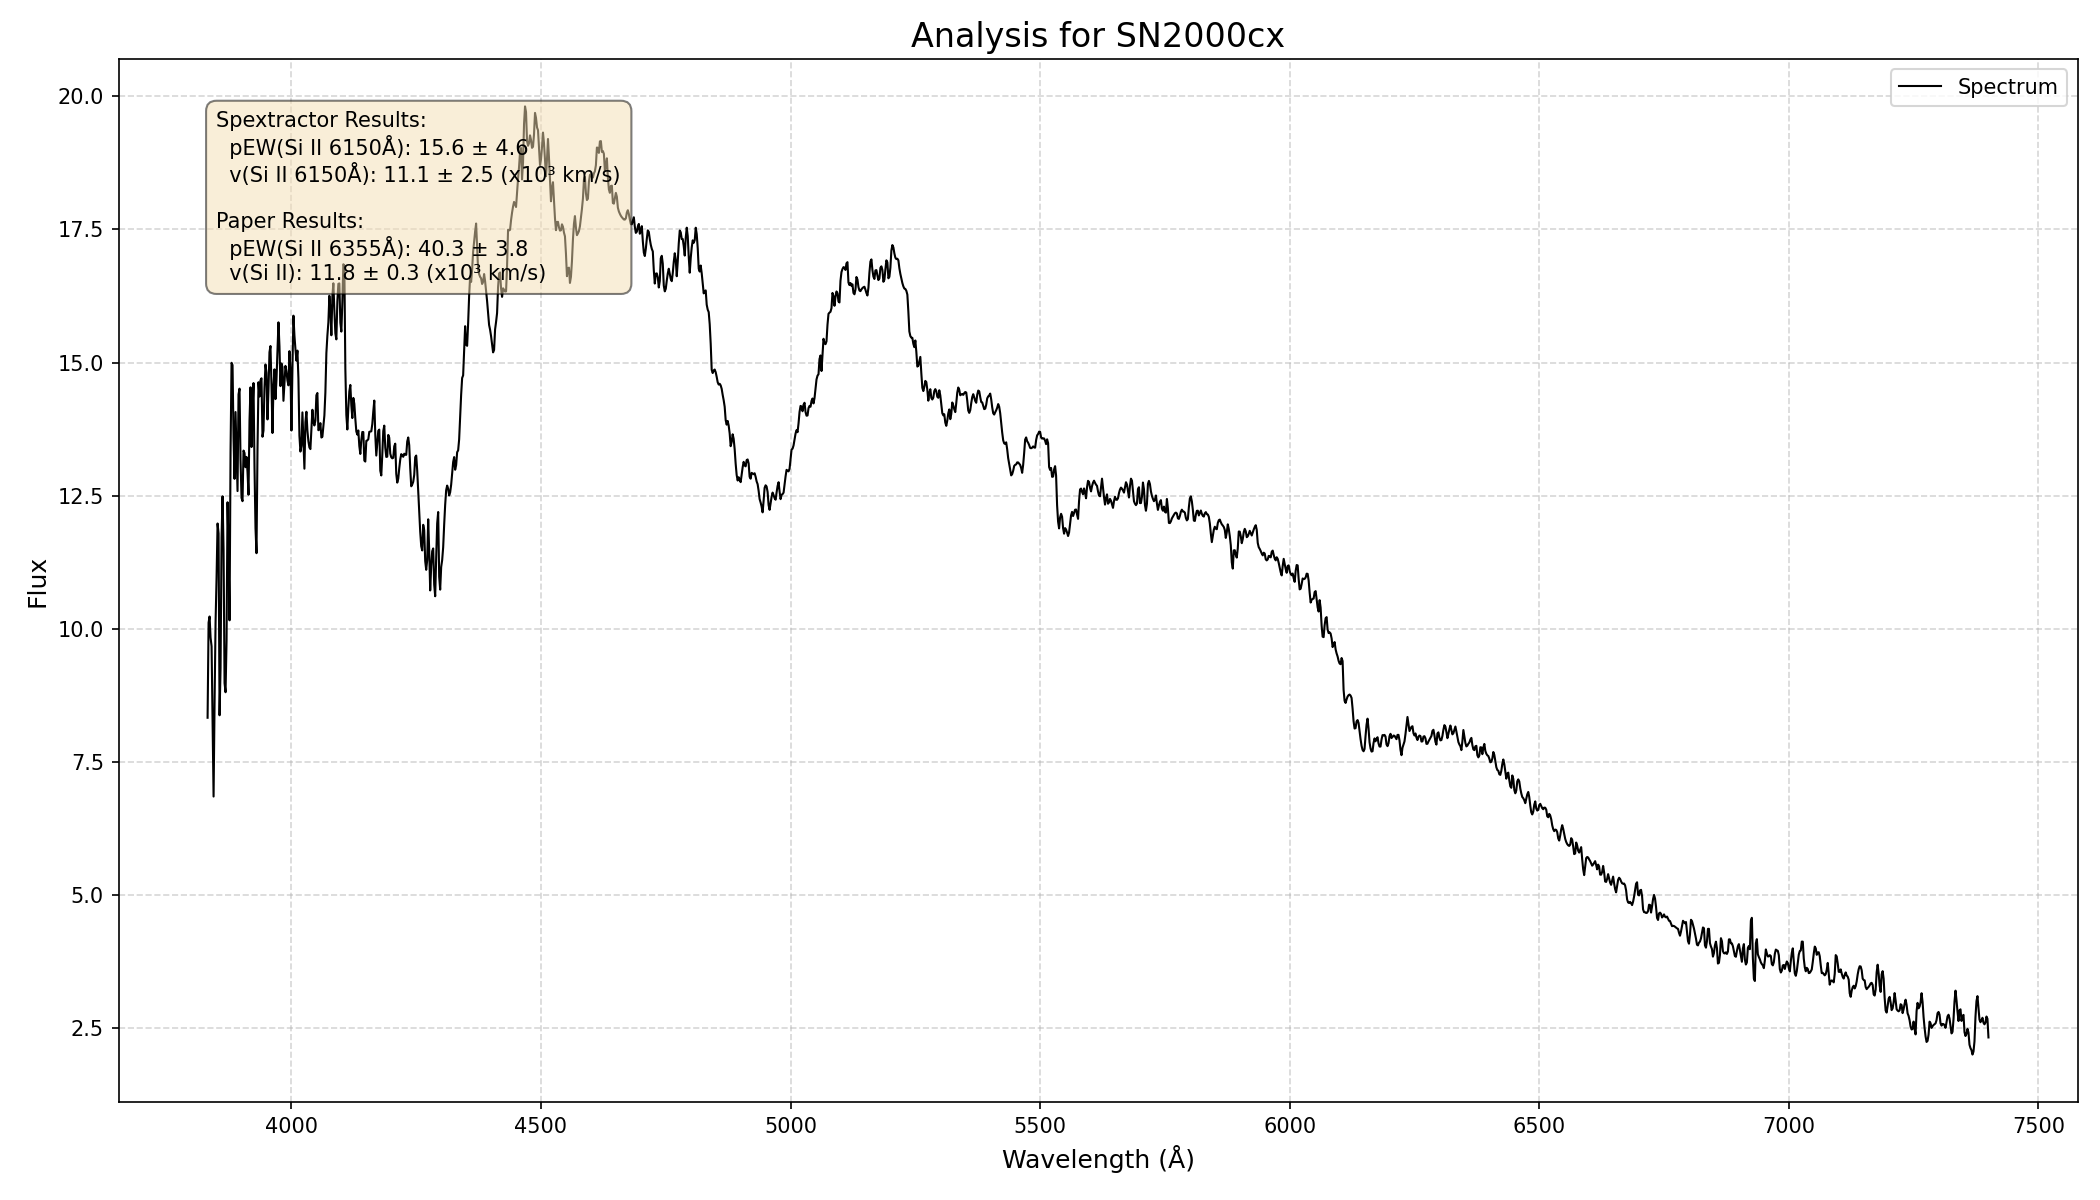 Analysis for SN2000cx
20.0
17.5
15.0
12.5
10.0
7.5
5.0
2.5
Flux
Spextractor Results:
pEW(Si II 6150Å): 15.6 ± 4.6
v(Si II 6150Å): 11.1 ± 2.5 (x10³ km/s)
Paper Results:
pEW(Si II 6355Å): 40.3 ± 3.8
v(Si II): 11.8 ± 0.3 (x10³ km/s)
Spectrum
4000
4500
5000
5500
6000
6500
7000
7500
Wavelength (Å)